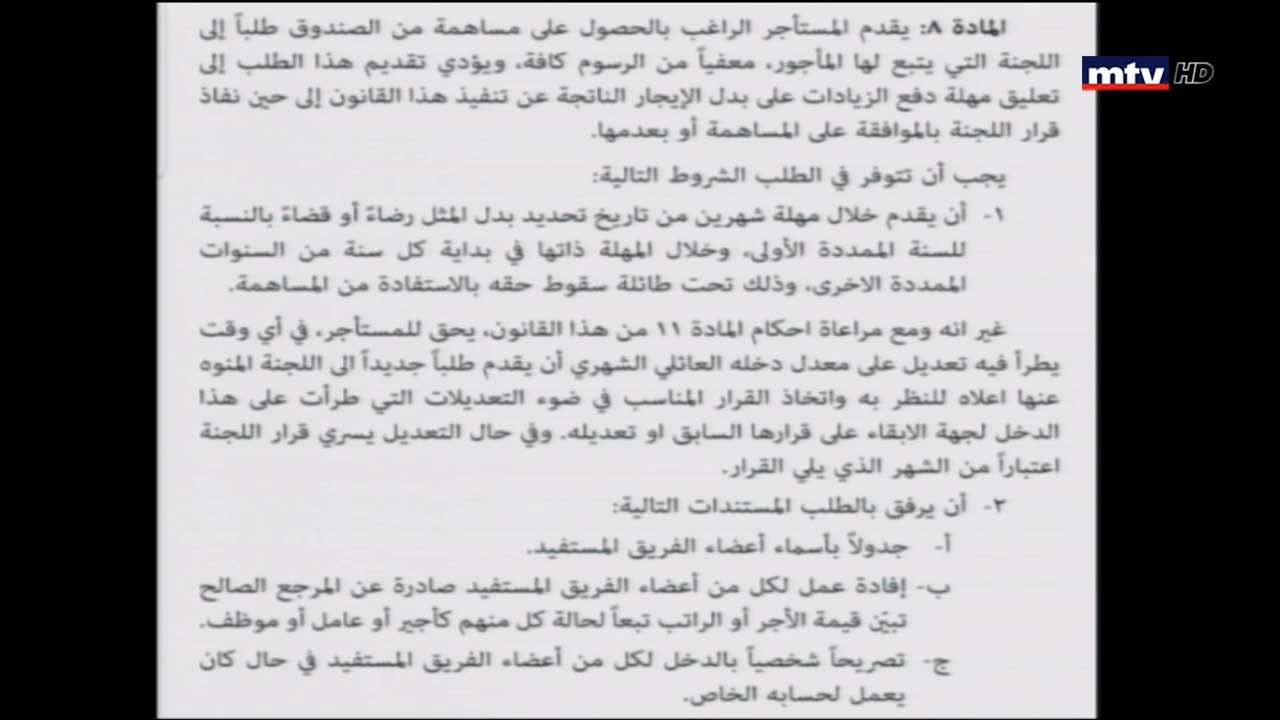 المادة ٨: يقدم المستأجر الراغب بالحصول على مساهمة من الصندوق طلباً إلى
اللجنة التي يتبع لها المأجور، معفياً من الرسوم كافة، ويؤدي تقديم هذا الطلب إلى
تعليق مهلة دفع الزيادات على بدل الإيجار الناتجة عن تنفيذ هذا القانون إلى حين نفاذ
قرار اللجنة بالموافقة على المساهمة أو بعدمها.
يجب أن تتوفر في الطلب الشروط التالية:
١- أن يقدم خلال مهلة شهرين من تاريخ تحديد بدل المثل رضاءً أو قضاءً بالنسبة
للسنة الممددة الأولى، وخلال المهلة ذاتها في بداية كل سنة من السنوات
الممددة الاخرى، وذلك تحت طائلة سقوط حقه بالاستفادة من المساهمة.
غير انه ومع مراعاة احكام المادة ١١ من هذا القانون، يحق للمستأجر، في أي وقت
يطرأ فيه تعديل على معدل دخله العائلي الشهري أن يقدم طلباً جديداً الى اللجنة المنوه
عنها اعلاه للنظر به واتخاذ القرار المناسب في ضوء التعديلات التي طرأت على هذا
الدخل لجهة الابقاء على قرارها السابق او تعديله. وفي حال التعديل يسري قرار اللجنة
اعتباراً من الشهر الذي يلي القرار.
٢- أن يرفق بالطلب المستندات التالية:
أ- جدولاً بأسماء أعضاء الفريق المستفيد.
ب- إفادة عمل لكل من أعضاء الفريق المستفيد صادرة عن المرجع الصالح
تبيّن قيمة الأجر أو الراتب تبعاً لحالة كل منهم كأجير أو عامل أو موظف.
ج- تصريحاً شخصياً بالدخل لكل من أعضاء الفريق المستفيد في حال كان
يعمل لحسابه الخاص.
mtv HD